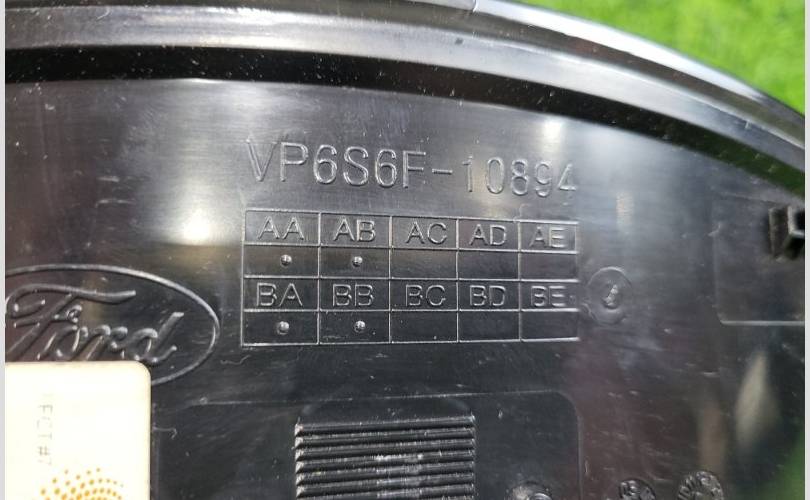 VP6S6F-10894
AA AB AC AD AE
BA BB BC BD BE
Ford